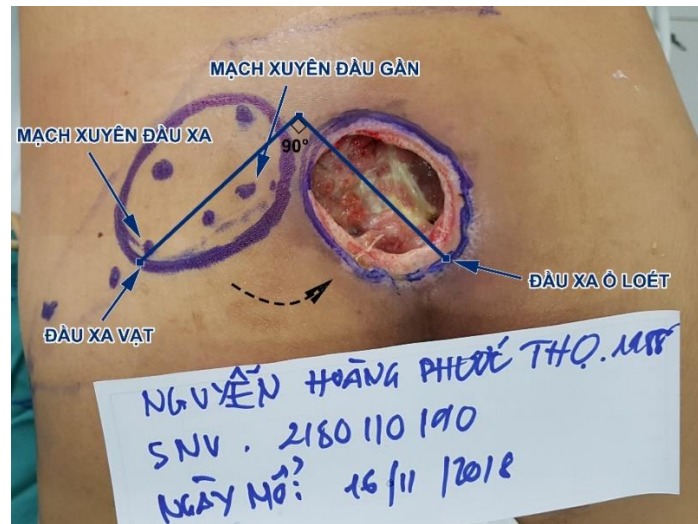 MẠCH XUYÊN ĐẦU GẦN
MẠCH XUYÊN ĐẦU XA
90°
ĐẦU XA Ổ LOÉT
ĐẦU XA VẠT
NGUYỄN HOÀNG PHƯỚC THỌ. 1988
SNV. 2180110190
NGÀY MỔ: 16/11/2018